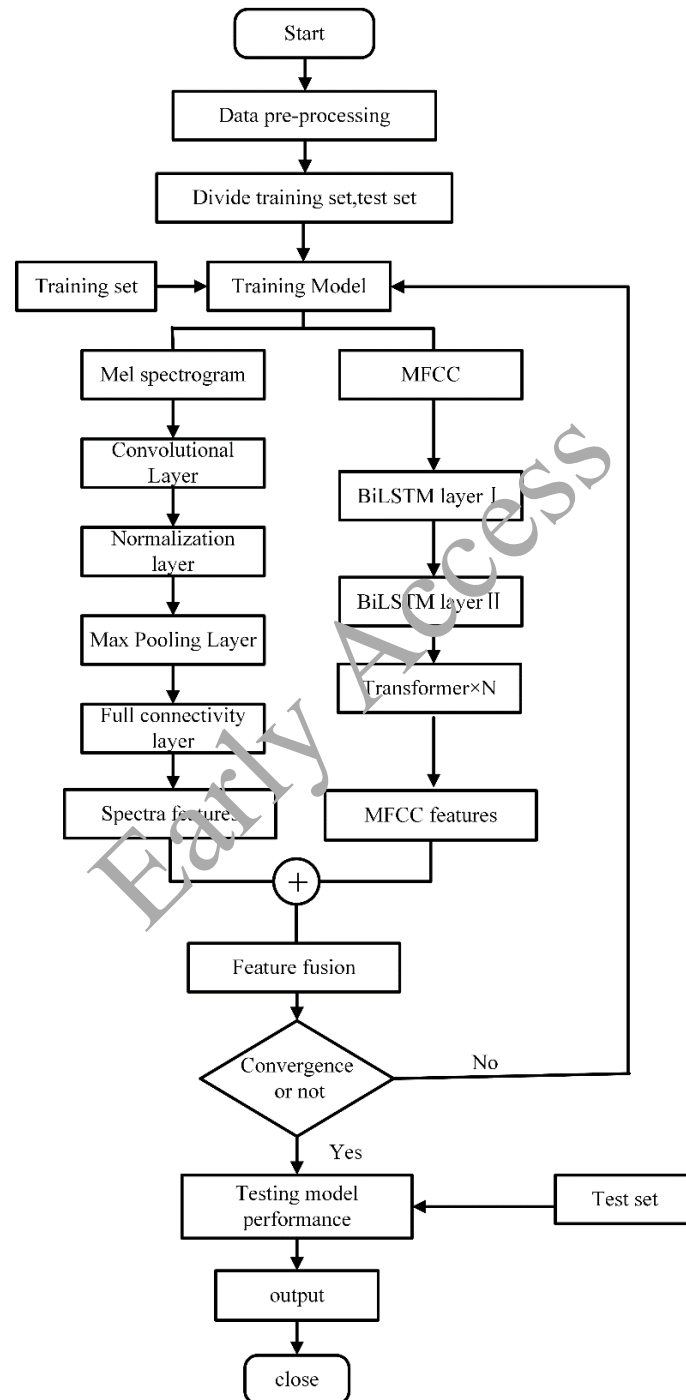 Start
Data pre-processing
Divide training set,test set
Training set
Training Model
Mel spectrogram
MFCC
Convolutional
Layer
BiLSTM layer Ⅰ
Normalization
layer
BiLSTM layer Ⅱ
Max Pooling Layer
Transformer×N
Full connectivity
layer
Spectra features
MFCC features
+
Feature fusion
Convergence
or not
No
Yes
Testing model
performance
Test set
output
close
Early Access